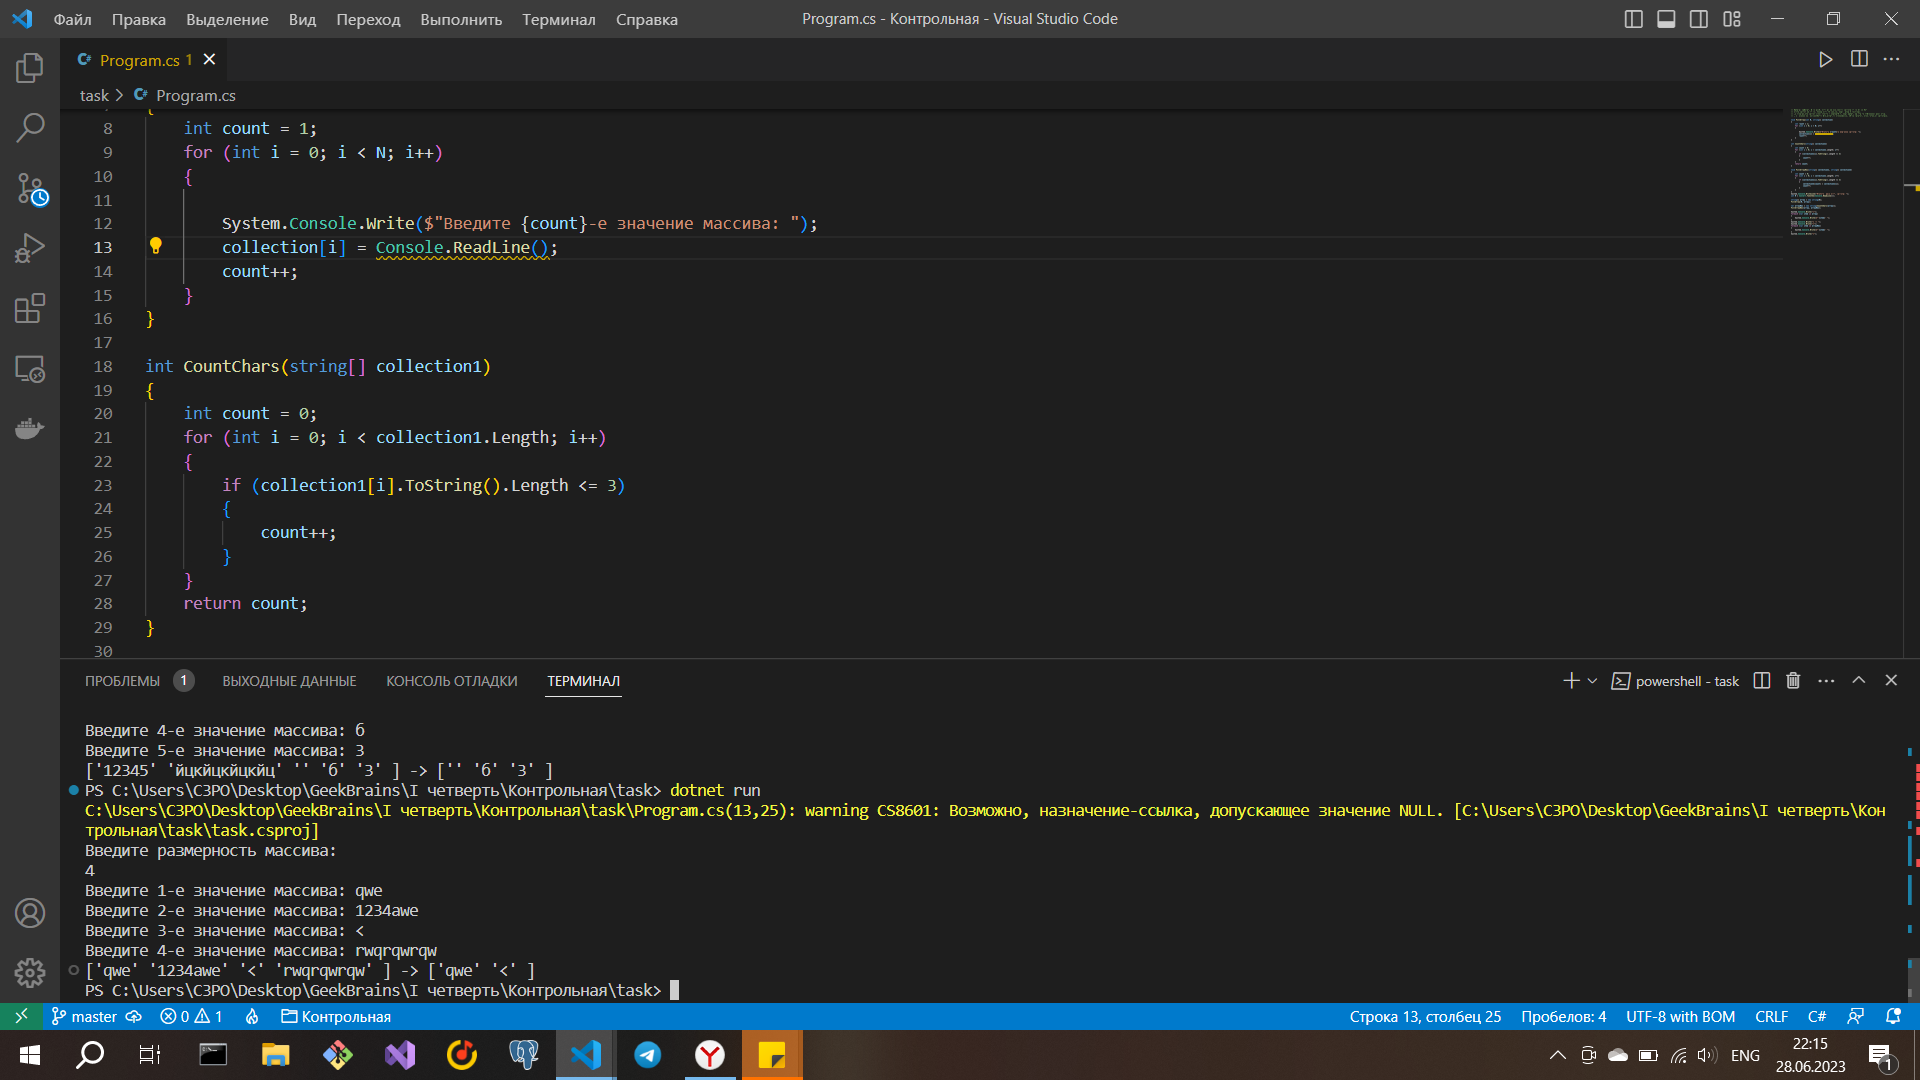 Файл Правка Выделение Вид Переход Выполнить Терминал Справка Program.cs - Контрольная - Visual Studio Code
Program.cs 1
task > Program.cs
{
8 int count = 1;
9 for (int i = 0; i < N; i++)
10 {
11
12 System.Console.Write($"Введите {count}-е значение массива: ");
13 collection[i] = Console.ReadLine();
14 count++;
15 }
16 }
17
18 int CountChars(string[] collection1)
19 {
20 int count = 0;
21 for (int i = 0; i < collection1.Length; i++)
22 {
23 if (collection1[i].ToString().Length <= 3)
24 {
25 count++;
26 }
27 }
28 return count;
29 }
30
ПРОБЛЕМЫ 1 ВЫХОДНЫЕ ДАННЫЕ КОНСОЛЬ ОТЛАДКИ ТЕРМИНАЛ powershell - task
Введите 4-е значение массива: 6
Введите 5-е значение массива: 3
['12345' 'йцкйцкйцкйц' '' '6' '3' ] -> ['' '6' '3' ]
PS C:\Users\C3PO\Desktop\GeekBrains\I четверть\Контрольная\task> dotnet run
C:\Users\C3PO\Desktop\GeekBrains\I четверть\Контрольная\task\Program.cs(13,25): warning CS8601: Возможно, назначение-ссылка, допускающее значение NULL. [C:\Users\C3PO\Desktop\GeekBrains\I четверть\Кон
трольная\task\task.csproj]
Введите размерность массива:
4
Введите 1-е значение массива: qwe
Введите 2-е значение массива: 1234awe
Введите 3-е значение массива: <
Введите 4-е значение массива: rwqrqwrqw
['qwe' '1234awe' '<' 'rwqrqwrqw' ] -> ['qwe' '<' ]
PS C:\Users\C3PO\Desktop\GeekBrains\I четверть\Контрольная\task>
master 0 1 Контрольная Строка 13, столбец 25 Пробелов: 4 UTF-8 with BOM CRLF C#
ENG 22:15
28.06.2023 1